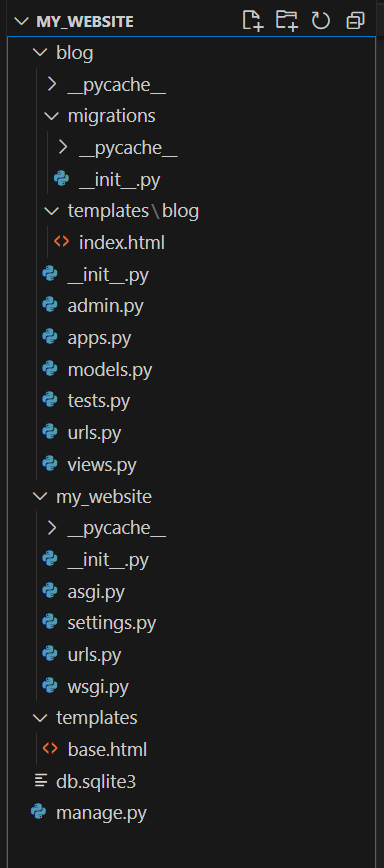 MY_WEBSITE
blog
__pycache__
migrations
__pycache__
__init__.py
templates\blog
index.html
__init__.py
admin.py
apps.py
models.py
tests.py
urls.py
views.py
my_website
__pycache__
__init__.py
asgi.py
settings.py
urls.py
wsgi.py
templates
base.html
db.sqlite3
manage.py